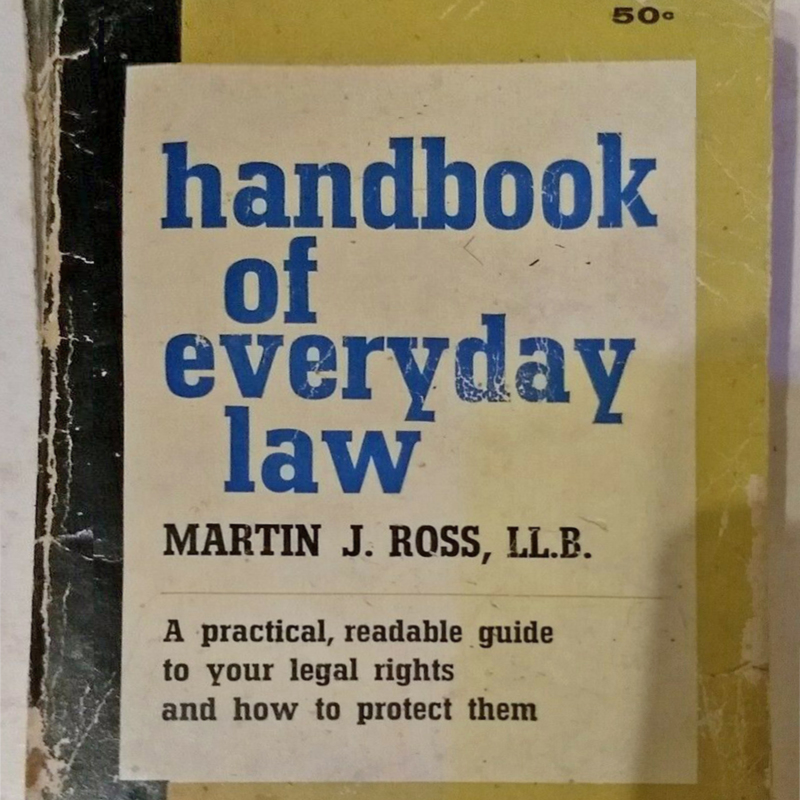 50c
handbook
of
everyday
law
MARTIN J. ROSS, LL.B.
A practical, readable guide
to your legal rights
and how to protect them